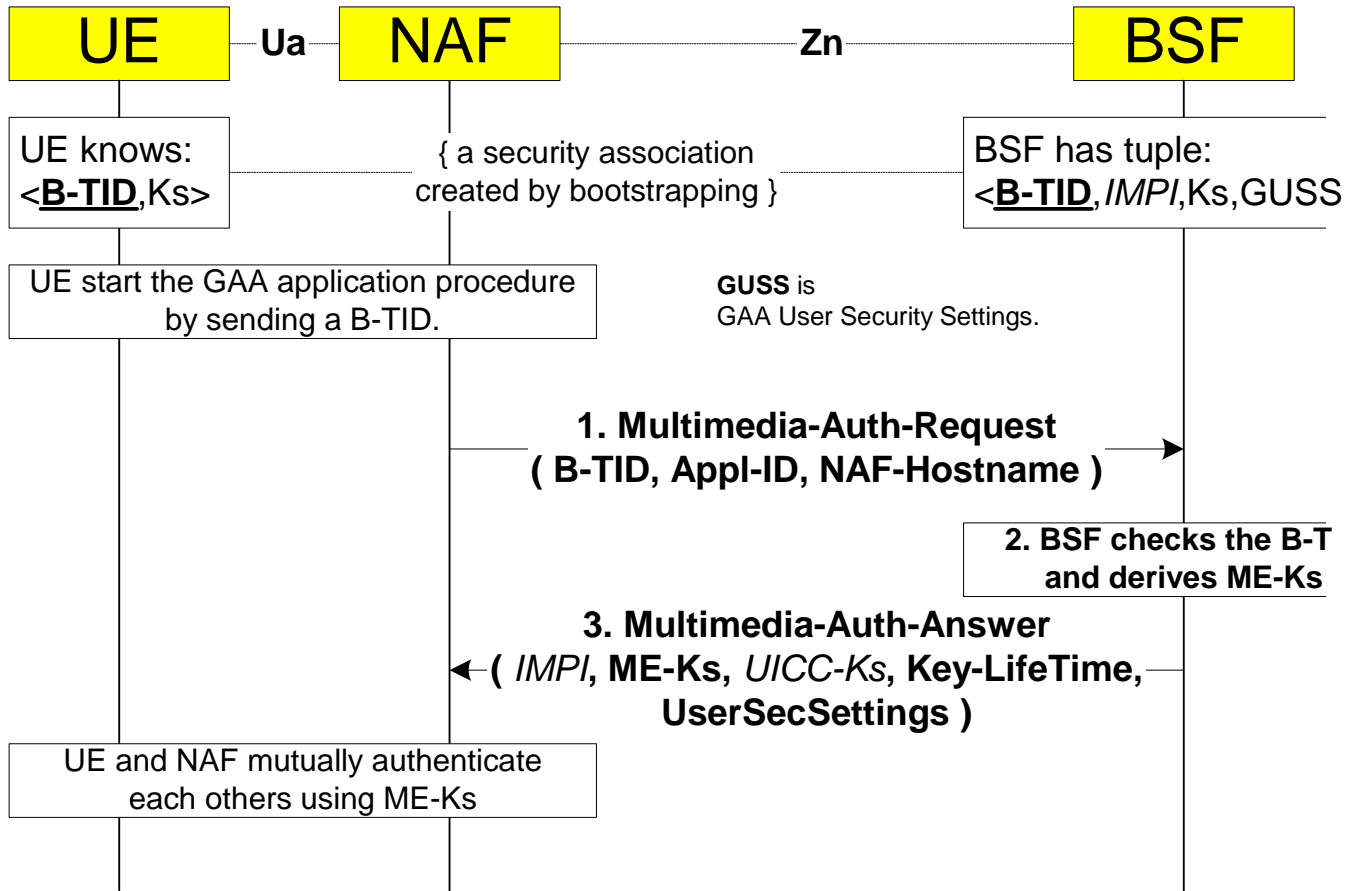 UE
Ua
NAF
Zn
BSF
UE knows:
<B-TID,Ks>
{ a security association
created by bootstrapping }
BSF has tuple:
<B-TID,IMPI,Ks,GUSS
UE start the GAA application procedure
by sending a B-TID.
GUSS is
GAA User Security Settings.
1. Multimedia-Auth-Request
( B-TID, Appl-ID, NAF-Hostname )
2. BSF checks the B-T
and derives ME-Ks
3. Multimedia-Auth-Answer
( IMPI, ME-Ks, UICC-Ks, Key-LifeTime,
UserSecSettings )
UE and NAF mutually authenticate
each others using ME-Ks